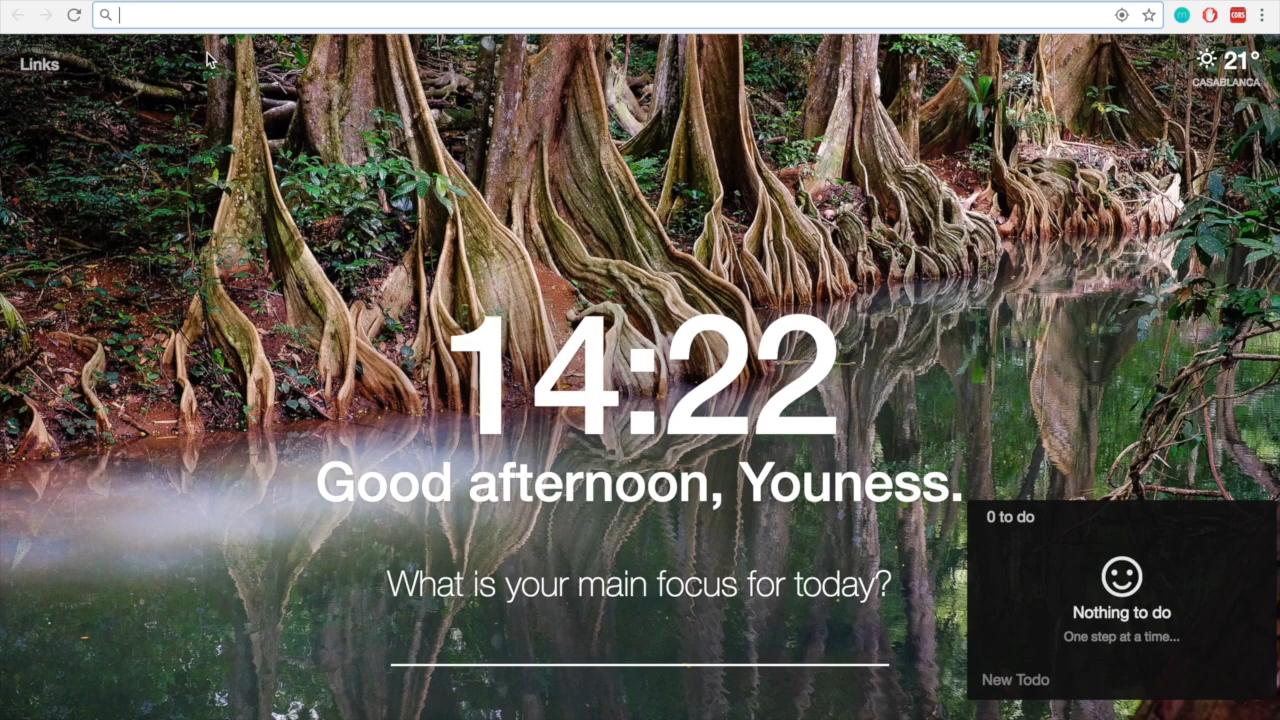 CORS
Links
21°
CASABLANCA
14:22
Good afternoon, Youness.
What is your main focus for today?
0 to do
Nothing to do
One step at a time...
New Todo